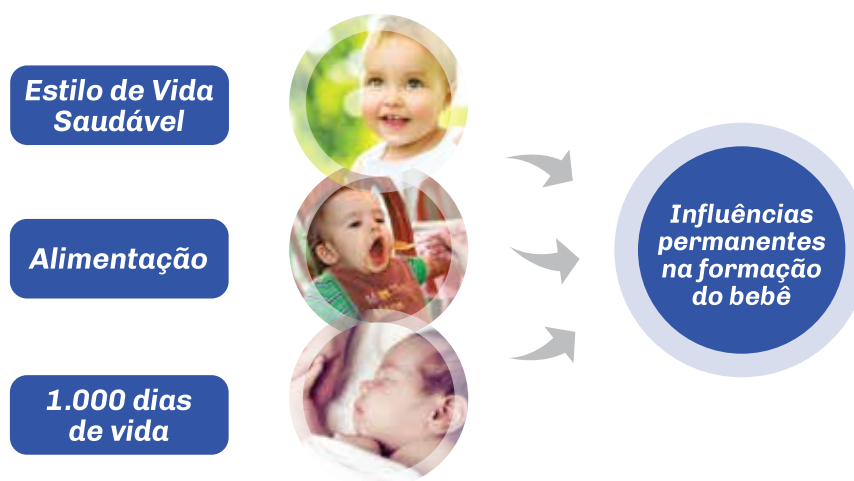 Estilo de Vida
Saudável
Alimentação
1.000 dias
de vida
Influências
permanentes
na formação
do bebê